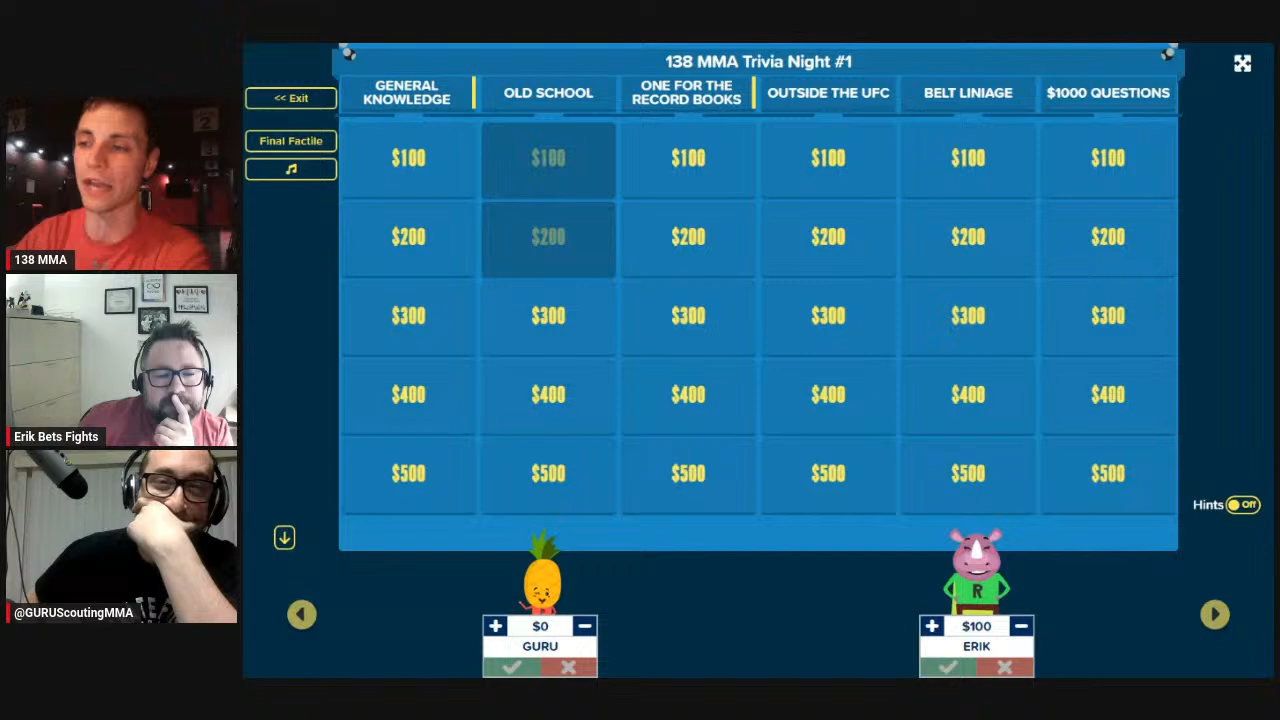 138 MMA Trivia Night #1
GENERAL KNOWLEDGE
OLD SCHOOL
ONE FOR THE RECORD BOOKS
OUTSIDE THE UFC
BELT LINIAGE
$1000 QUESTIONS
<< Exit
Final Factile
$100 $100 $100 $100 $100 $100
$200 $200 $200 $200 $200 $200
$300 $300 $300 $300 $300 $300
$400 $400 $400 $400 $400 $400
$500 $500 $500 $500 $500 $500
138 MMA
Erik Bets Fights
@GURUScoutingMMA
Hints Off
R
+ $0 −
GURU
+ $100 −
ERIK